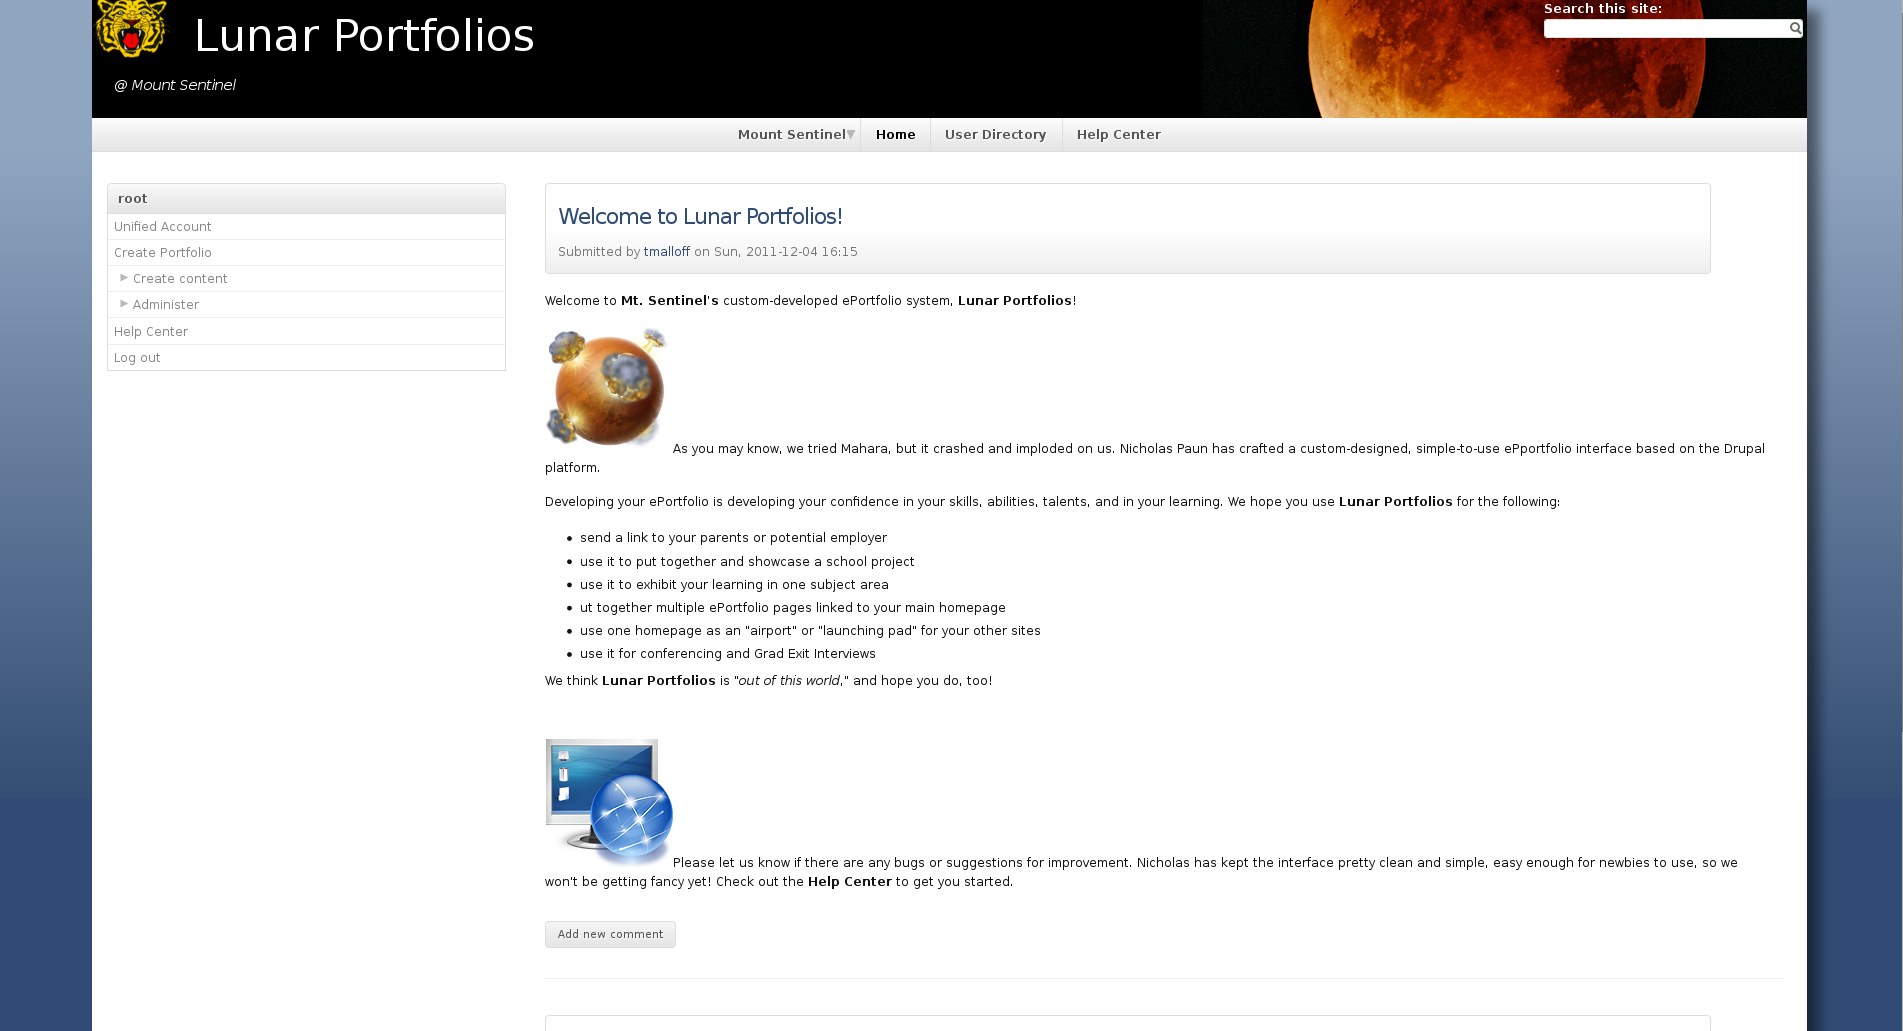 Lunar Portfolios
@ Mount Sentinel
Search this site:
Mount Sentinel
Home
User Directory
Help Center
root
Unified Account
Create Portfolio
Create content
Administer
Help Center
Log out
Welcome to Lunar Portfolios!
Submitted by tmalloff on Sun, 2011-12-04 16:15
Welcome to Mt. Sentinel's custom-developed ePortfolio system, Lunar Portfolios!
As you may know, we tried Mahara, but it crashed and imploded on us. Nicholas Paun has crafted a custom-designed, simple-to-use ePportfolio interface based on the Drupal
platform.
Developing your ePortfolio is developing your confidence in your skills, abilities, talents, and in your learning. We hope you use Lunar Portfolios for the following:
• send a link to your parents or potential employer
• use it to put together and showcase a school project
• use it to exhibit your learning in one subject area
• ut together multiple ePortfolio pages linked to your main homepage
• use one homepage as an "airport" or "launching pad" for your other sites
• use it for conferencing and Grad Exit Interviews
We think Lunar Portfolios is "out of this world," and hope you do, too!
Please let us know if there are any bugs or suggestions for improvement. Nicholas has kept the interface pretty clean and simple, easy enough for newbies to use, so we
won't be getting fancy yet! Check out the Help Center to get you started.
Add new comment